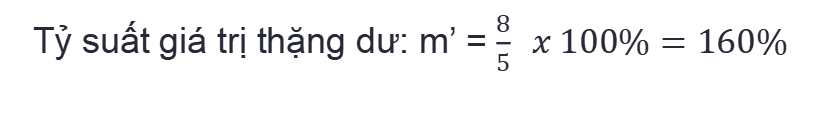 Tỷ suất giá trị thặng dư: m’ = 8/5 x 100% = 160%